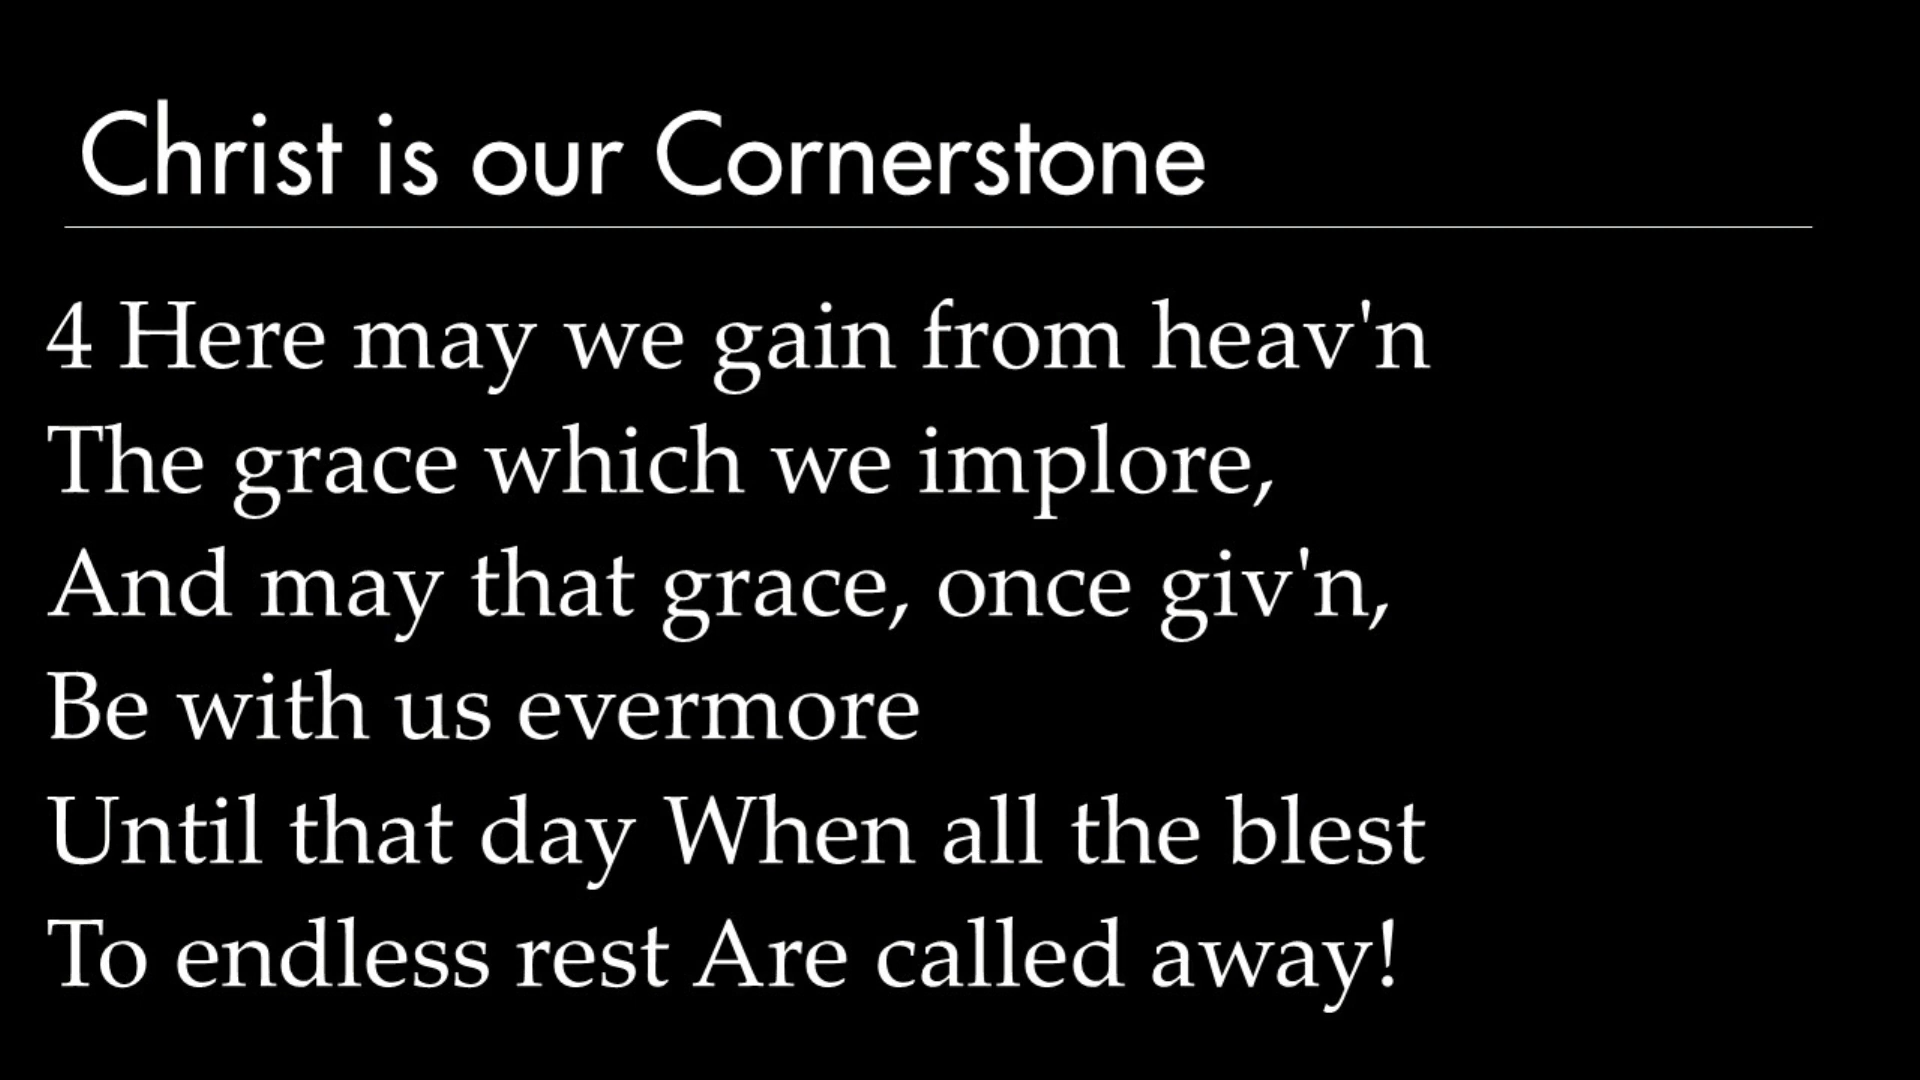 Christ is our Cornerstone
4 Here may we gain from heav'n
The grace which we implore,
And may that grace, once giv'n,
Be with us evermore
Until that day When all the blest
To endless rest Are called away!